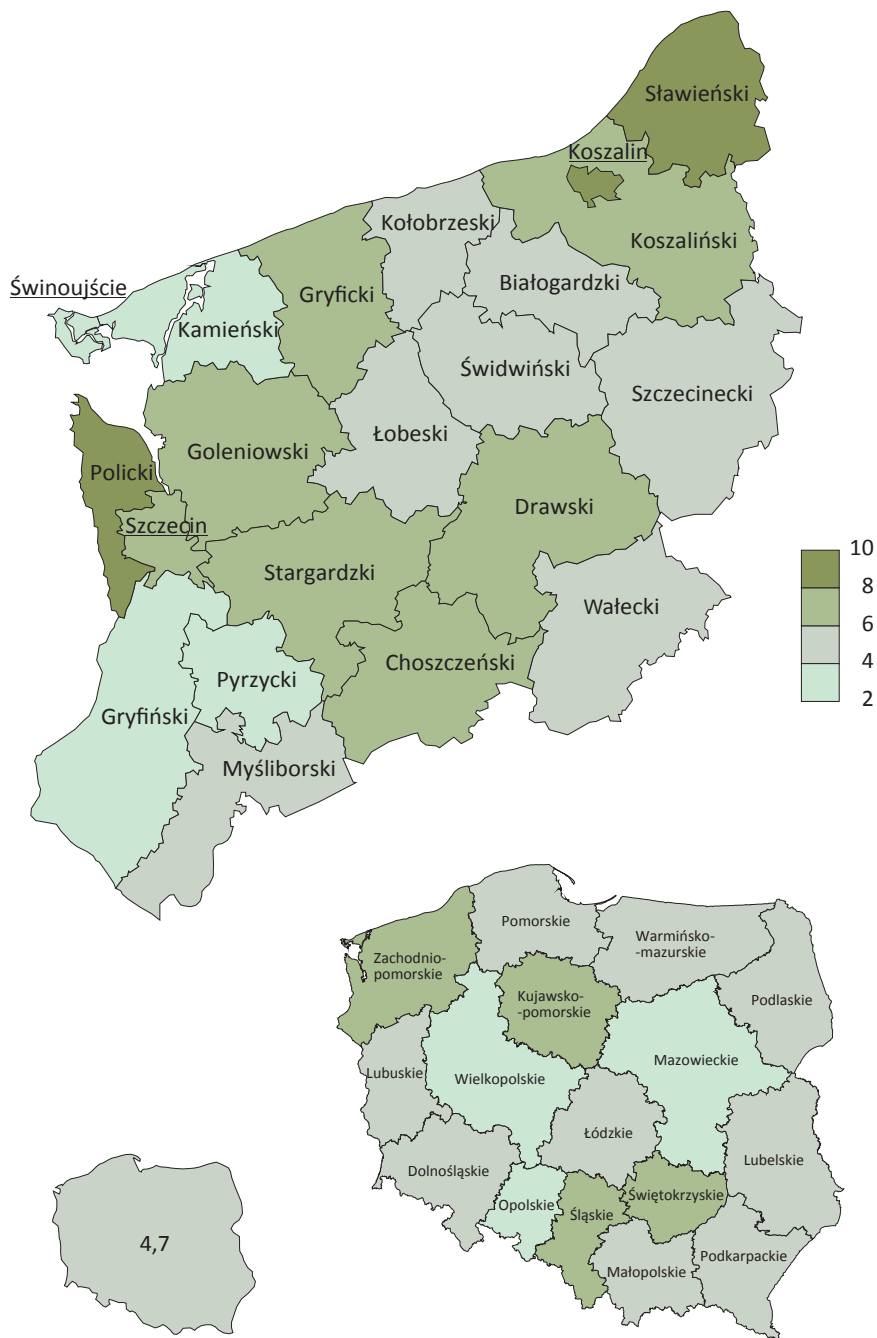 Sławieński
Koszalin
Kołobrzeski
Koszaliński
Białogardzki
Świnoujście
Gryficki
Kamieński
Świdwiński
Szczecinecki
Łobeski
Goleniowski
Policki
Drawski
Szczecin
Stargardzki
Wałecki
Choszczeński
Pyrzycki
Gryfiński
Myśliborski
10
8
6
4
2
Pomorskie
Warmińsko-
-mazurskie
Zachodnio-
pomorskie
Kujawsko-
-pomorskie
Podlaskie
Mazowieckie
Lubuskie
Wielkopolskie
Łódzkie
Lubelskie
Dolnośląskie
Opolskie
Świętokrzyskie
Śląskie
Podkarpackie
Małopolskie
4,7